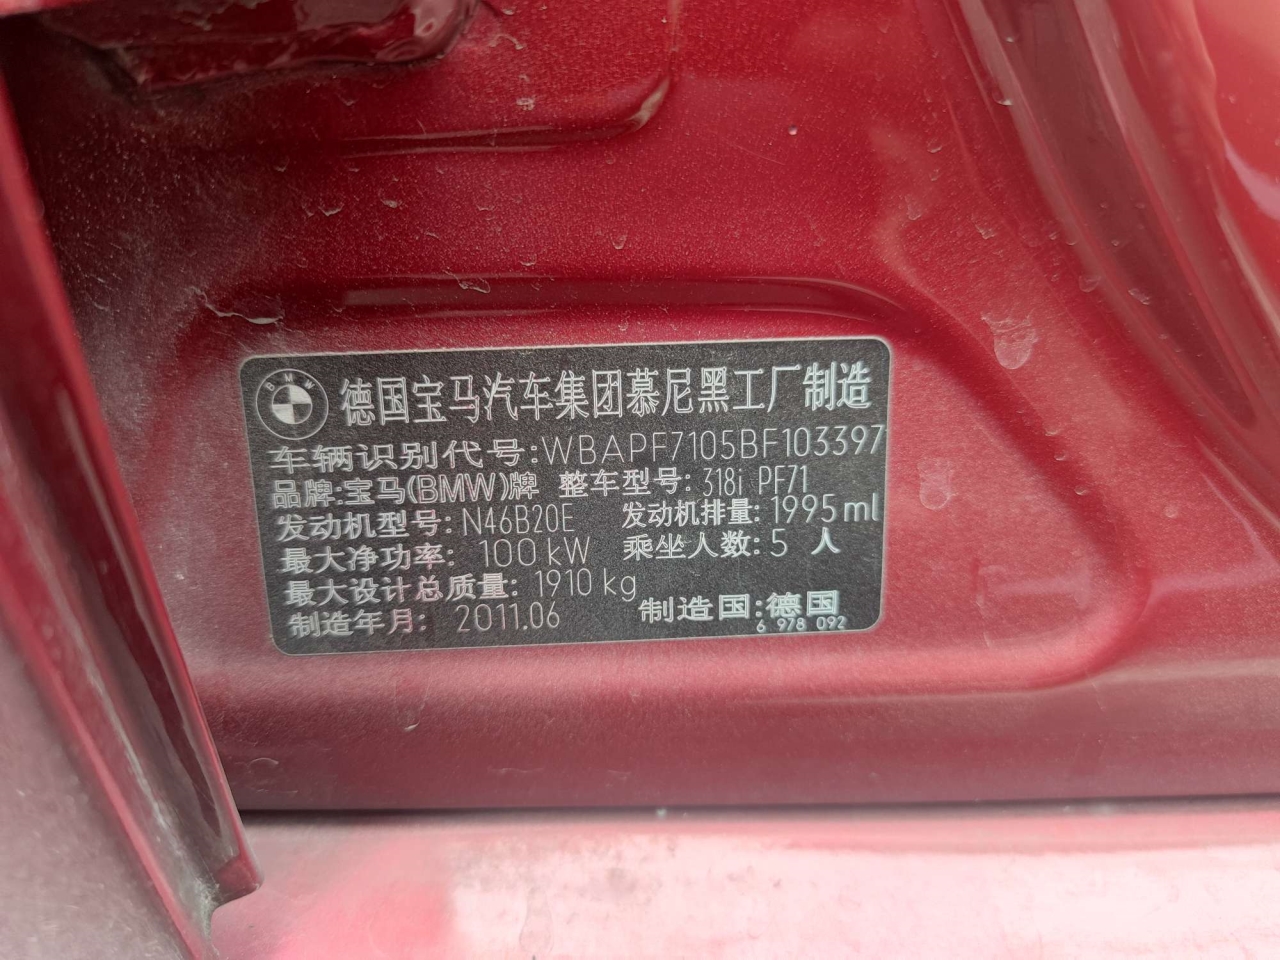 BMW 德国宝马汽车集团慕尼黑工厂制造
车辆识别代号:WBAPF7105BF103397
品牌:宝马(BMW)牌 整车型号: 318i PF71
发动机型号: N46B20E 发动机排量: 1995 ml
最大净功率: 100 kW 乘坐人数: 5 人
最大设计总质量: 1910 kg
制造年月: 2011.06 制造国:德国
6 978 092